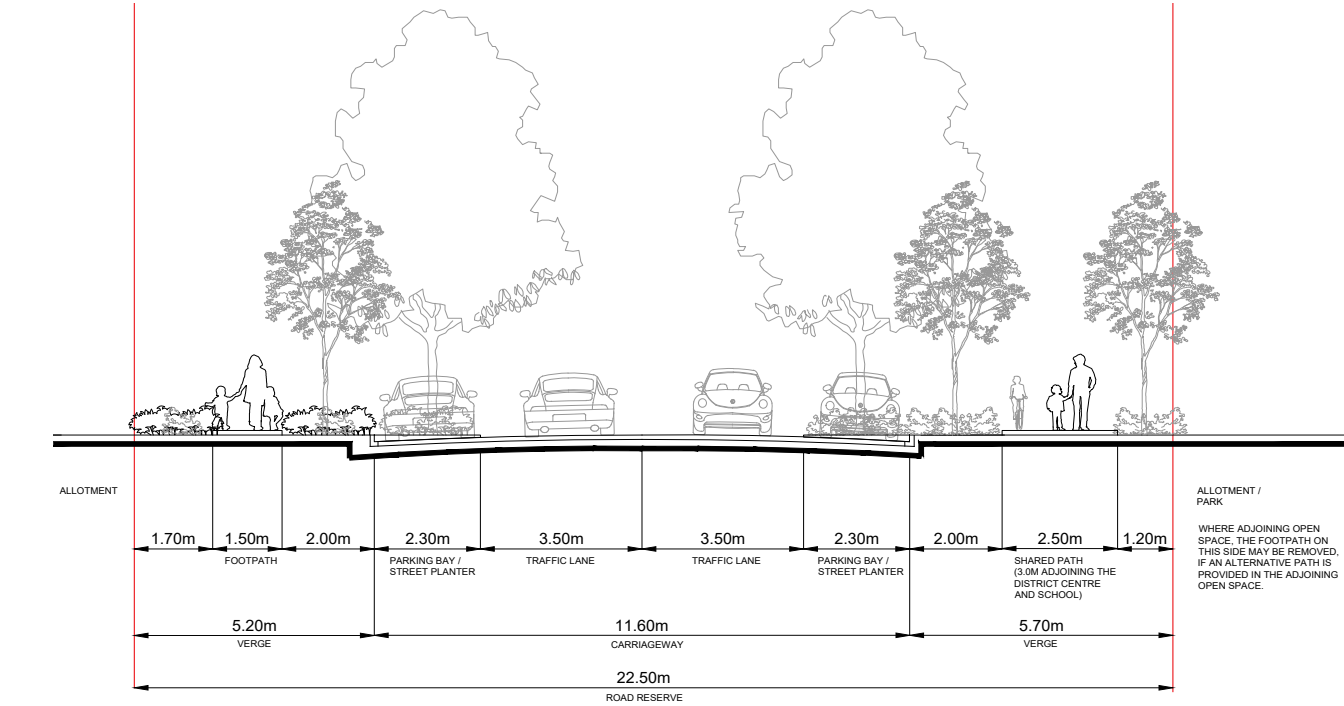 ALLOTMENT
ALLOTMENT /
PARK
WHERE ADJOINING OPEN
SPACE, THE FOOTPATH ON
THIS SIDE MAY BE REMOVED,
IF AN ALTERNATIVE PATH IS
PROVIDED IN THE ADJOINING
OPEN SPACE.
1.70m 1.50m 2.00m 2.30m 3.50m 3.50m 2.30m 2.00m 2.50m 1.20m
FOOTPATH
PARKING BAY /
STREET PLANTER
TRAFFIC LANE
TRAFFIC LANE
PARKING BAY /
STREET PLANTER
SHARED PATH
(3.0M ADJOINING THE
DISTRICT CENTRE
AND SCHOOL)
5.20m 11.60m 5.70m
VERGE CARRIAGEWAY VERGE
22.50m
ROAD RESERVE